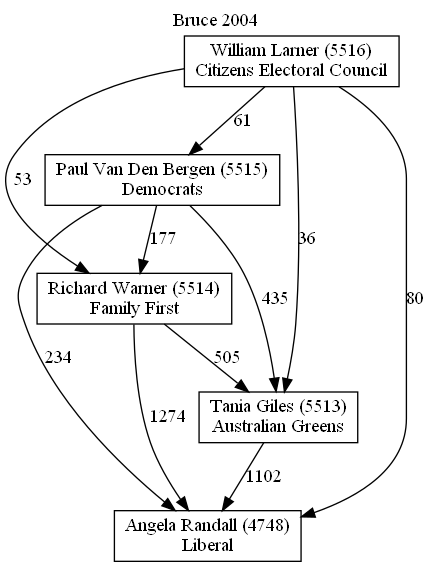 Bruce 2004
William Larner (5516)
Citizens Electoral Council
61
Paul Van Den Bergen (5515)
Democrats
53
177
36
435
80
Richard Warner (5514)
Family First
234
505
1274
Tania Giles (5513)
Australian Greens
1102
Angela Randall (4748)
Liberal